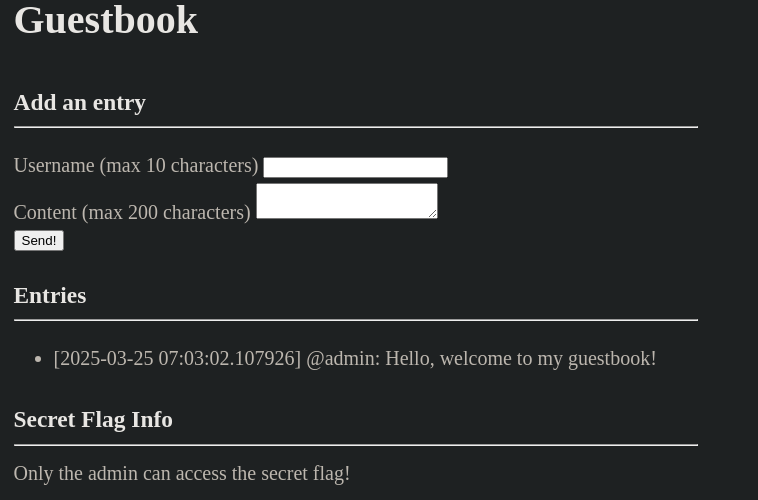 Guestbook
Add an entry
Username (max 10 characters)
Content (max 200 characters)
Send!
Entries
[2025-03-25 07:03:02.107926] @admin: Hello, welcome to my guestbook!
Secret Flag Info
Only the admin can access the secret flag!